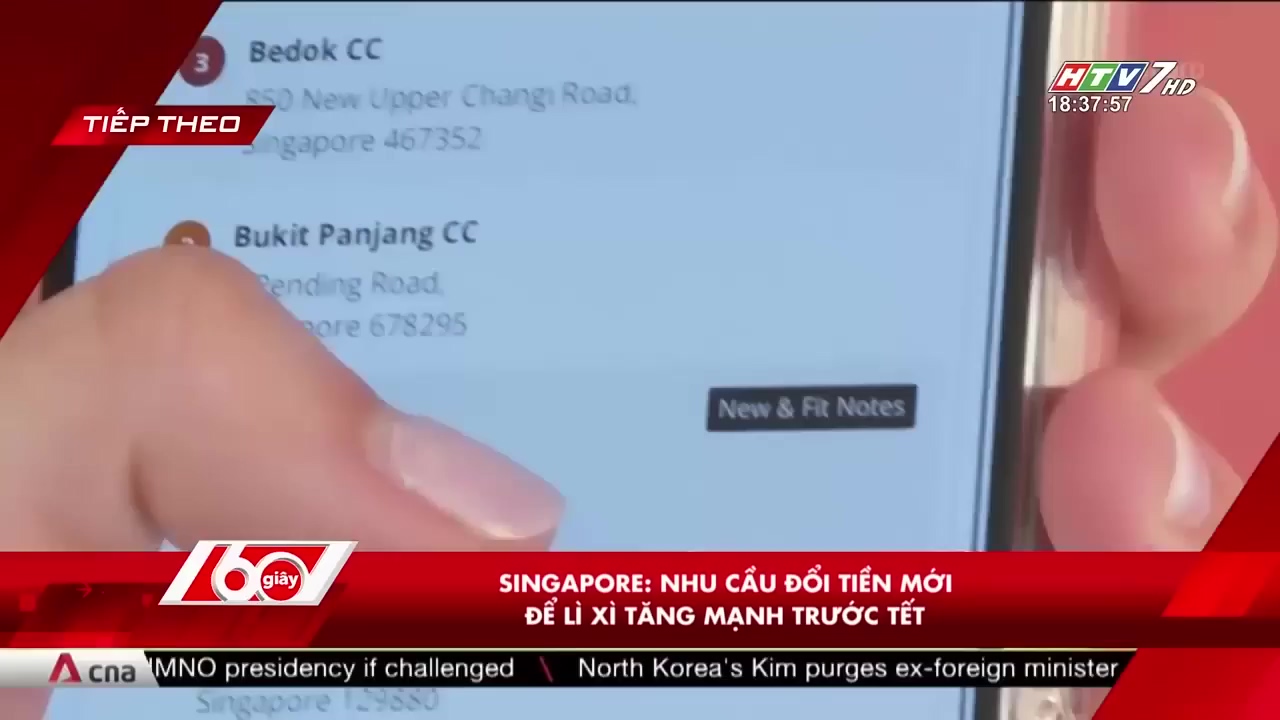 3
Bedok CC
850 New Upper Changi Road,
Singapore 467352
HTV7 HD
18:37:57
TIẾP THEO
Bukit Panjang CC
Pending Road,
678295
New & Fit Notes
60 giây
SINGAPORE: NHU CẦU ĐỔI TIỀN MỚI
ĐỂ LÌ XÌ TĂNG MẠNH TRƯỚC TẾT
cna
UMNO presidency if challenged \ North Korea's Kim purges ex-foreign minister
Singapore 129880